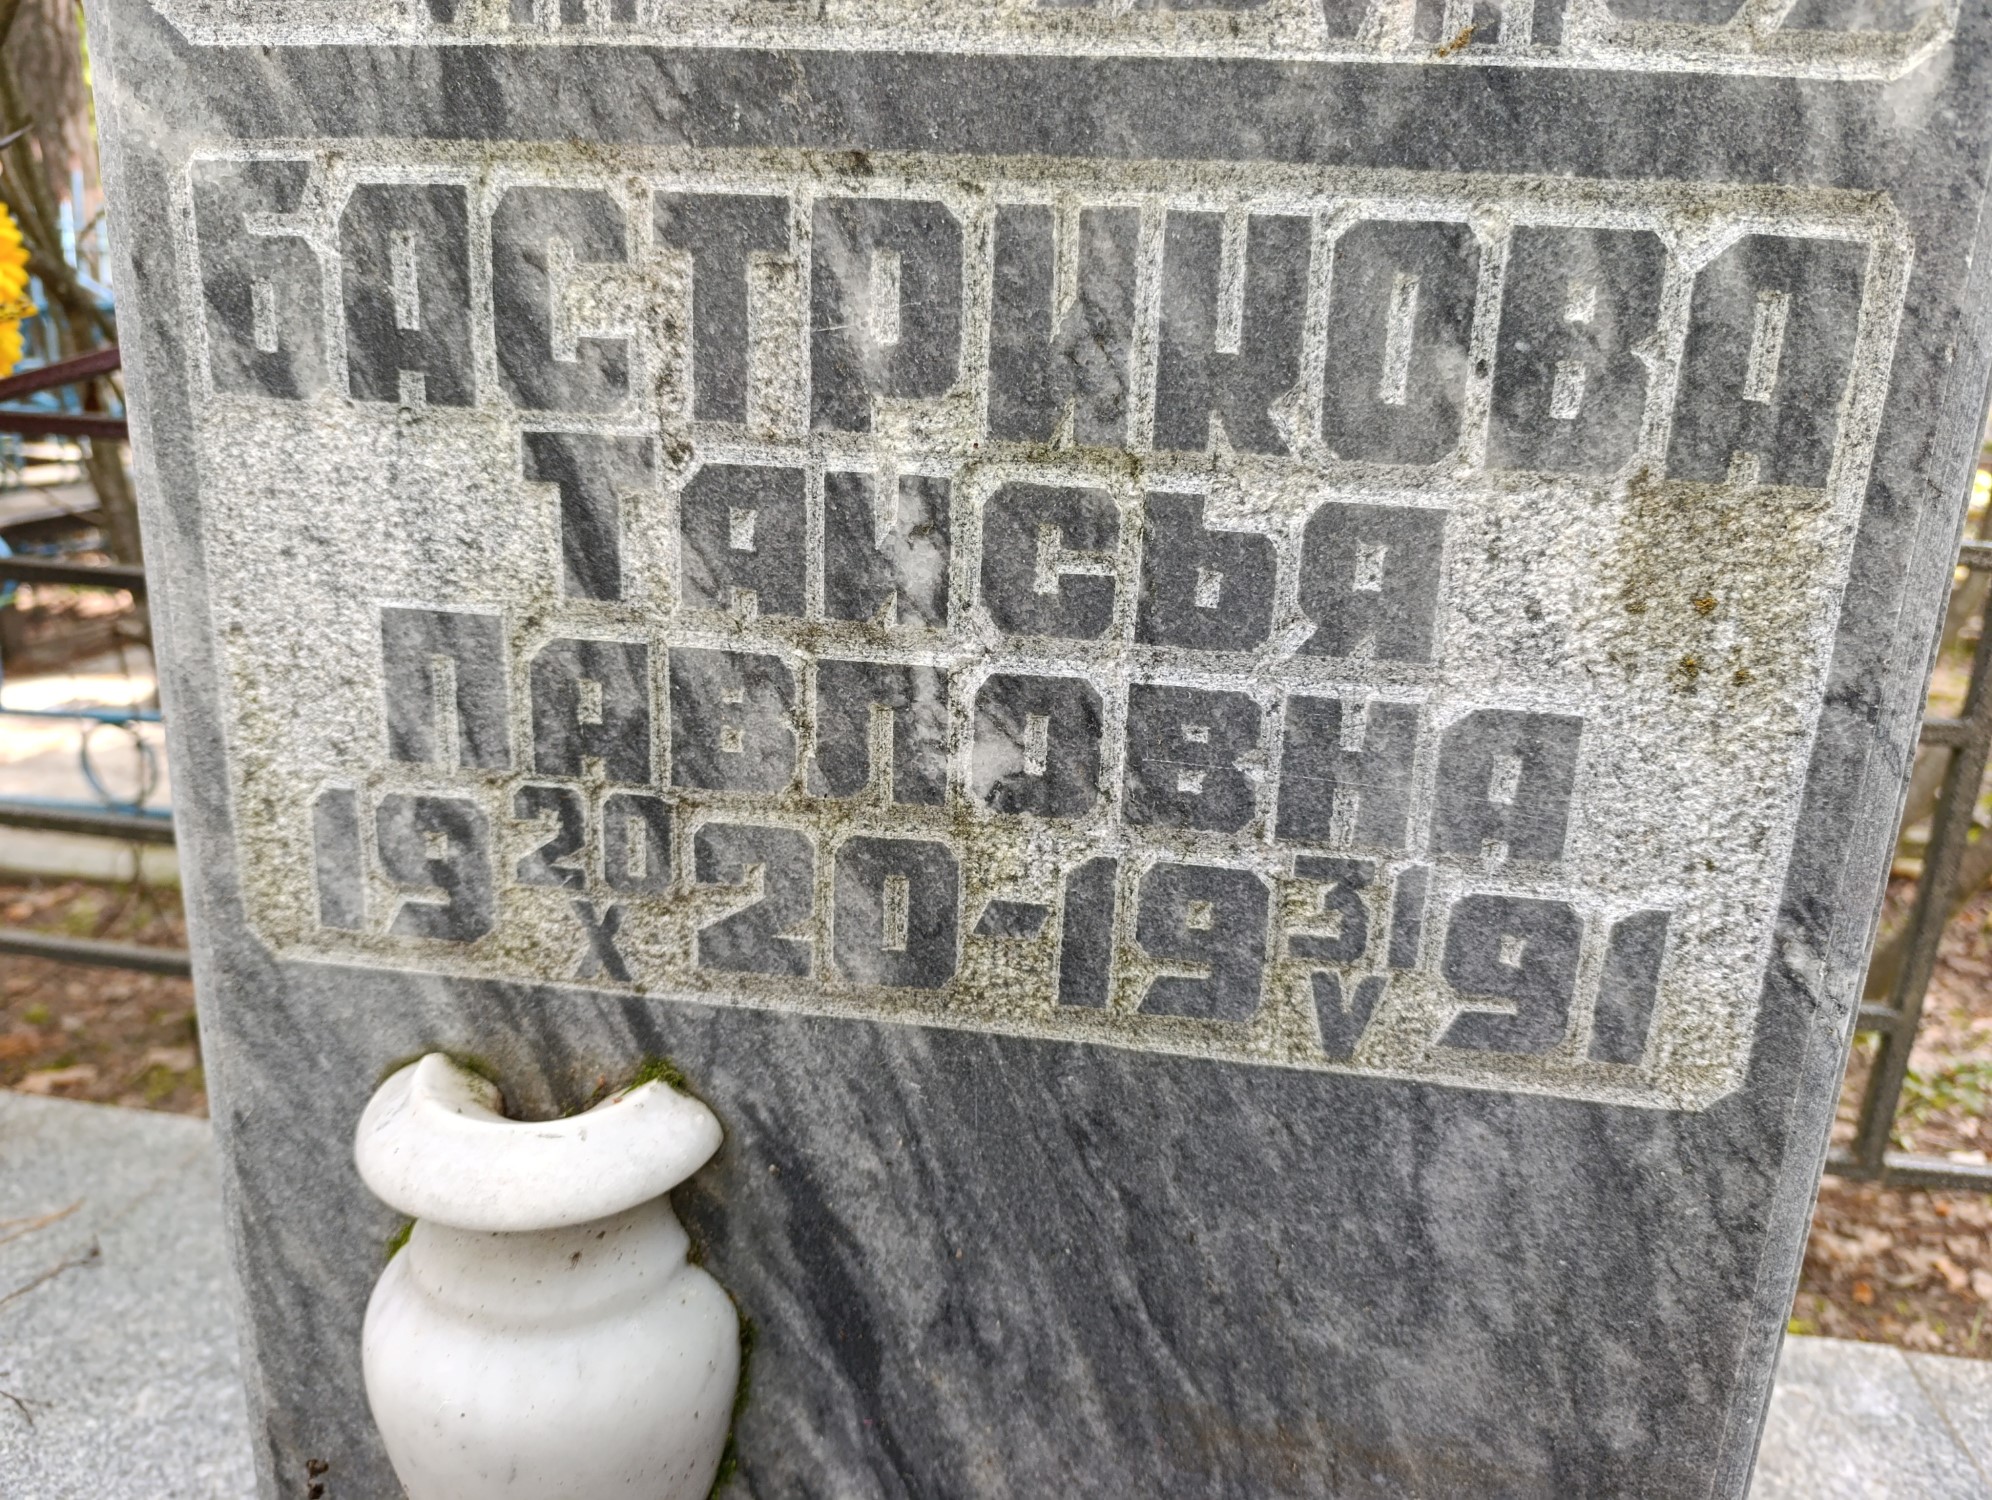 БАСТРИКОВА
ТАИСЬЯ
ПАВЛОВНА
19 20/X 20-19 31/V 91